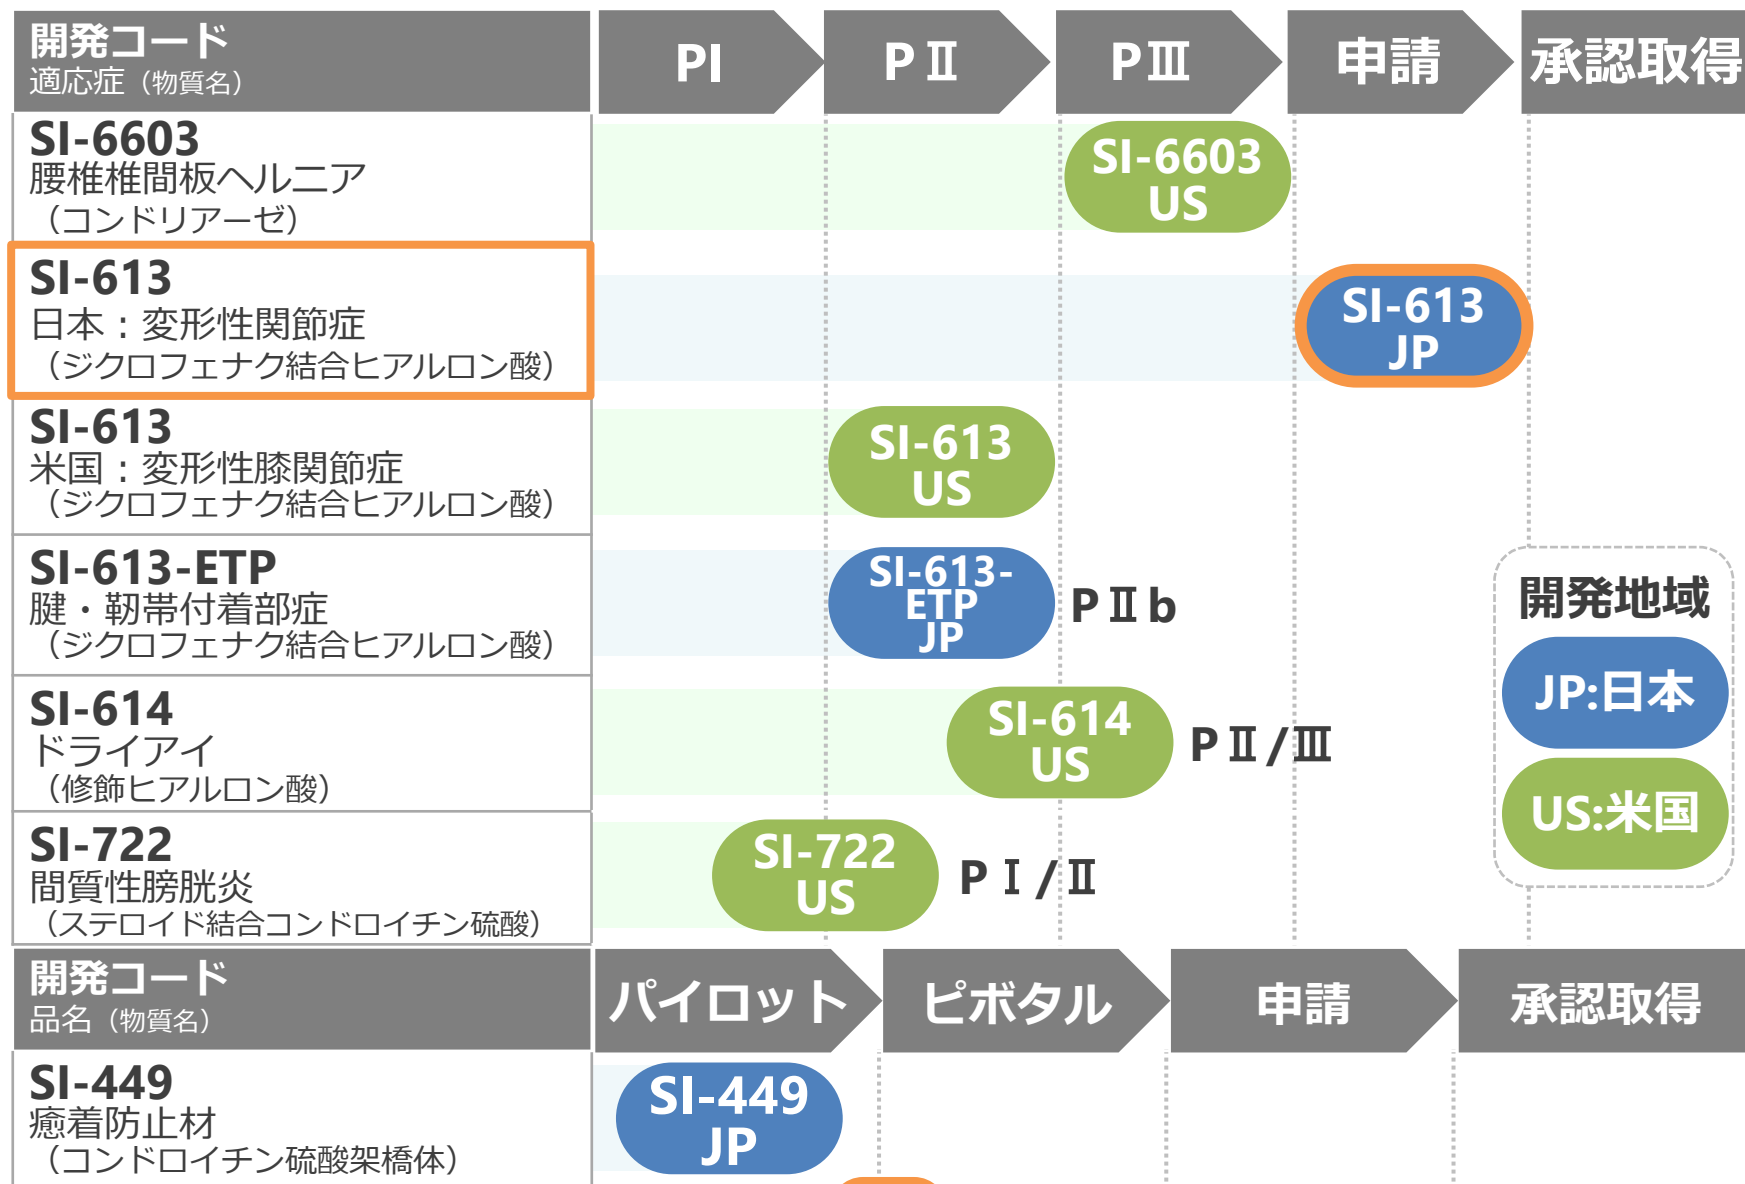 開発コード
適応症（物質名）
PI
PⅡ
PⅢ
申請
承認取得
SI-6603
腰椎椎間板ヘルニア
（コンドリアーゼ）
SI-6603
US
SI-613
日本：変形性関節症
（ジクロフェナク結合ヒアルロン酸）
SI-613
JP
SI-613
米国：変形性膝関節症
（ジクロフェナク結合ヒアルロン酸）
SI-613
US
SI-613-ETP
腱・靭帯付着部症
（ジクロフェナク結合ヒアルロン酸）
SI-613-
ETP
JP
PⅡb
SI-614
ドライアイ
（修飾ヒアルロン酸）
SI-614
US
PⅡ/Ⅲ
SI-722
間質性膀胱炎
（ステロイド結合コンドロイチン硫酸）
SI-722
US
PⅠ/Ⅱ
開発地域
JP:日本
US:米国
開発コード
品名（物質名）
パイロット
ピボタル
申請
承認取得
SI-449
癒着防止材
（コンドロイチン硫酸架橋体）
SI-449
JP